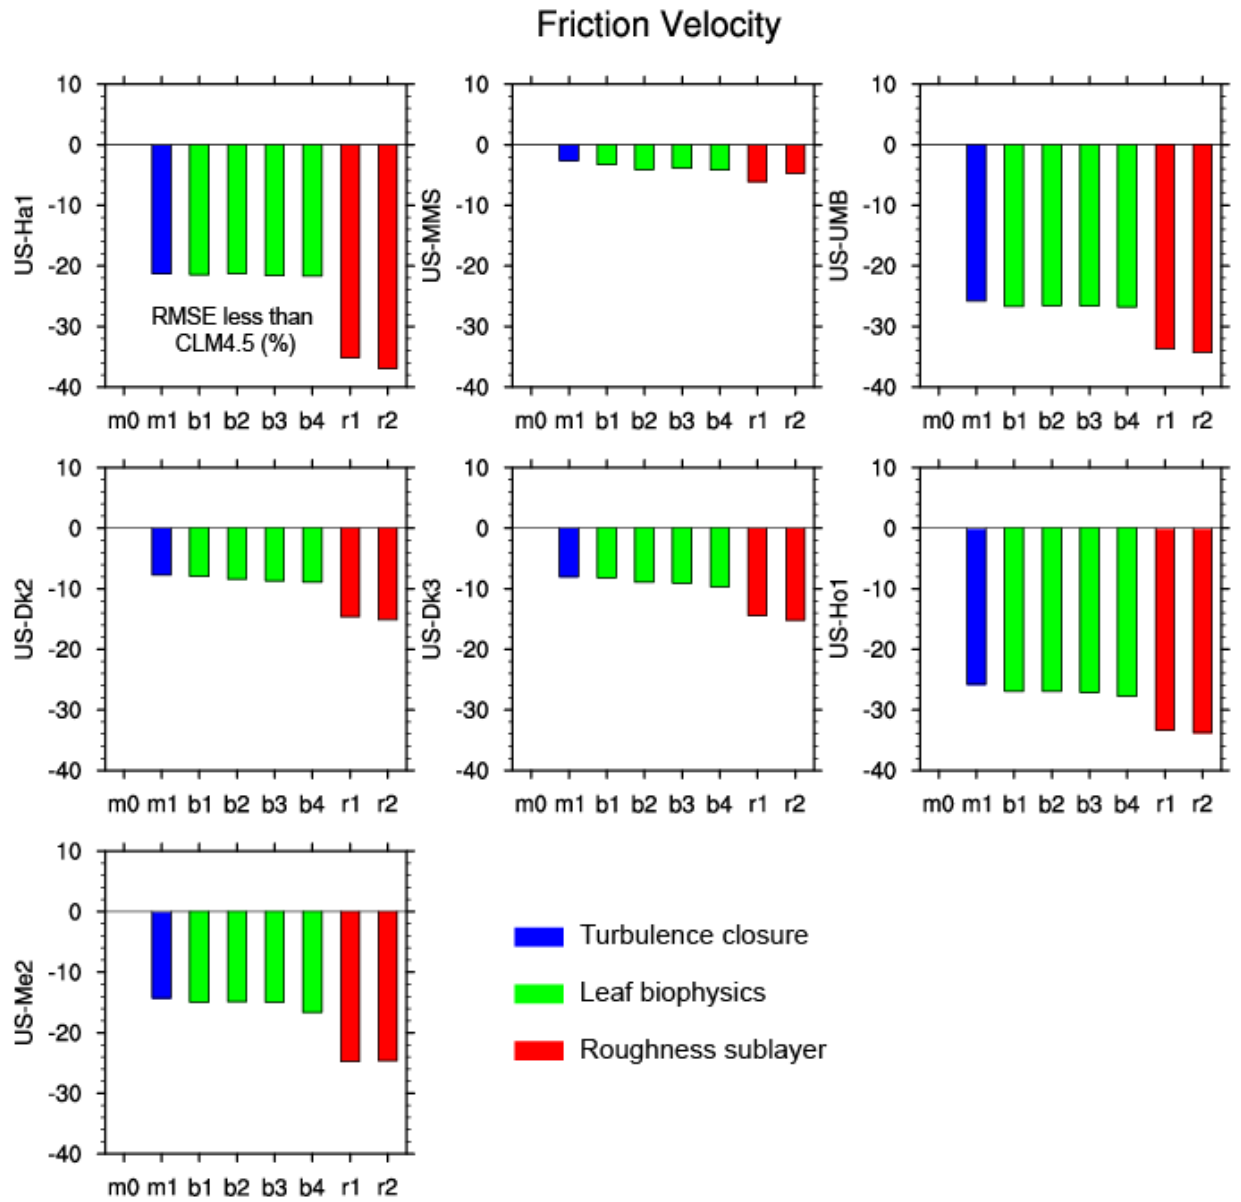 Friction Velocity
10
0
-10
-20
-30
-40
US-Ha1
RMSE less than
CLM4.5 (%)
m0 m1 b1 b2 b3 b4 r1 r2
10
0
-10
-20
-30
-40
US-MMS
m0 m1 b1 b2 b3 b4 r1 r2
10
0
-10
-20
-30
-40
US-UMB
m0 m1 b1 b2 b3 b4 r1 r2
10
0
-10
-20
-30
-40
US-Dk2
m0 m1 b1 b2 b3 b4 r1 r2
10
0
-10
-20
-30
-40
US-Dk3
m0 m1 b1 b2 b3 b4 r1 r2
10
0
-10
-20
-30
-40
US-Ho1
m0 m1 b1 b2 b3 b4 r1 r2
10
0
-10
-20
-30
-40
US-Me2
m0 m1 b1 b2 b3 b4 r1 r2
Turbulence closure
Leaf biophysics
Roughness sublayer